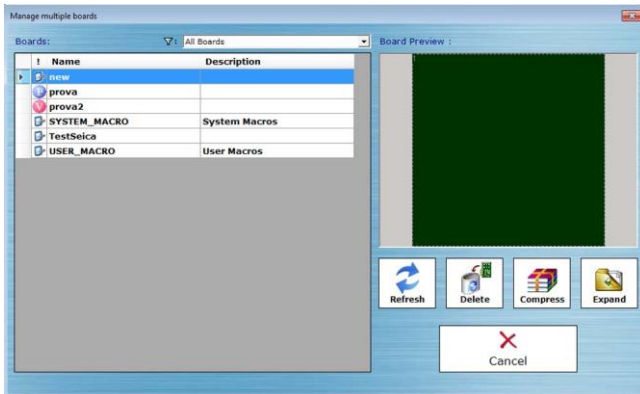 Manage multiple boards
Boards:
All Boards
Board Preview :
! Name Description
new
prova
prova2
SYSTEM_MACRO System Macros
TestSeica
USER_MACRO User Macros
Refresh Delete Compress Expand
Cancel